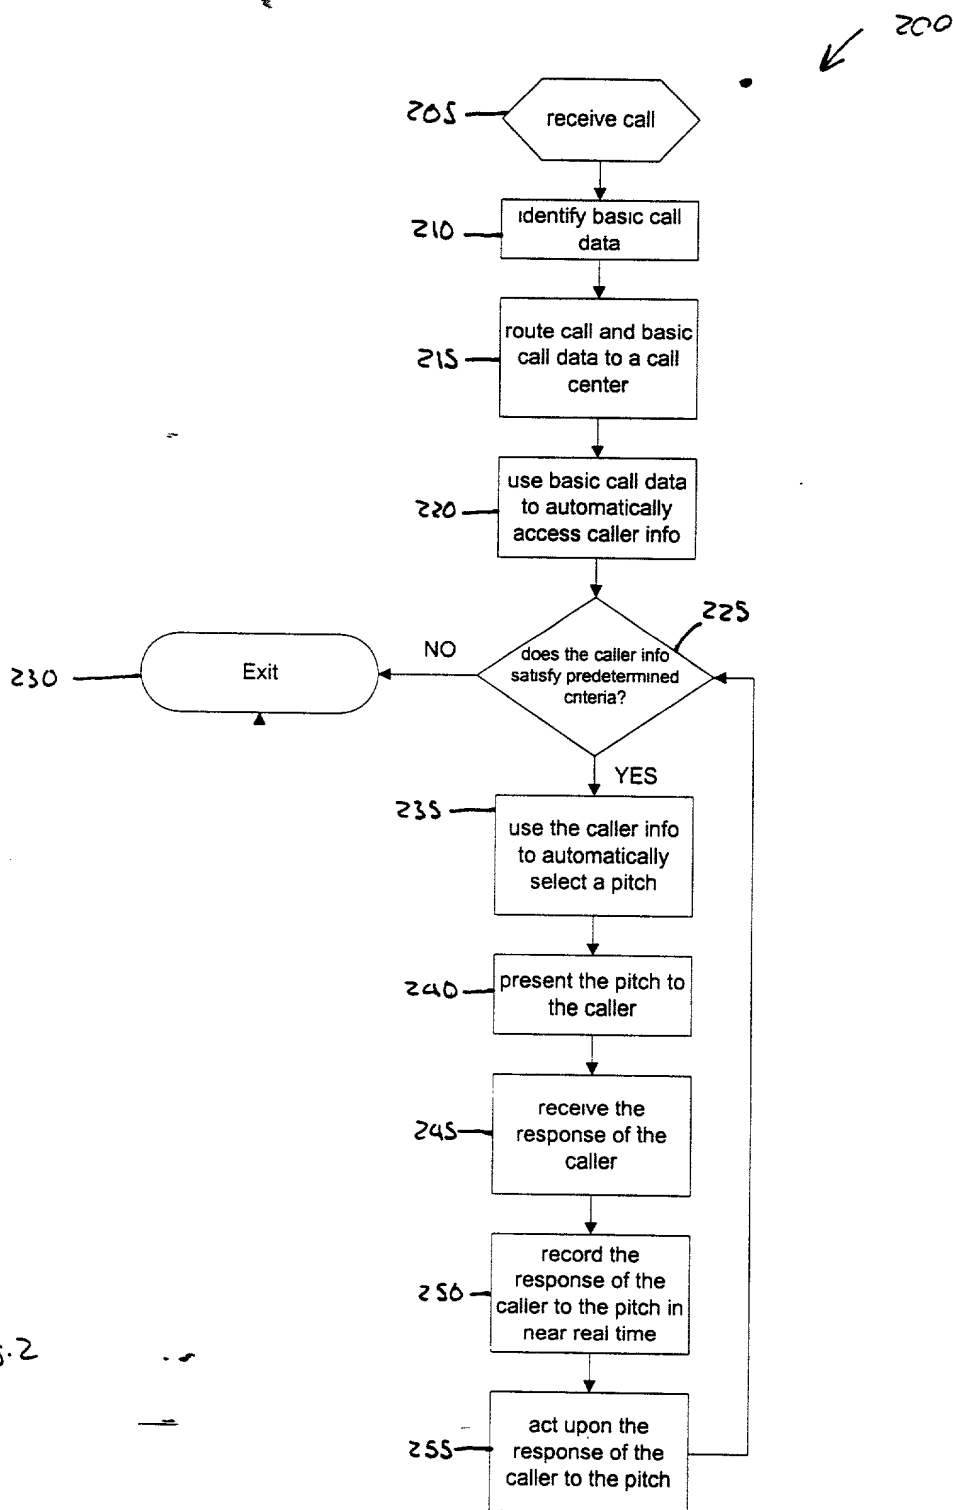 200
205
receive call
210
identify basic call
data
215
route call and basic
call data to a call
center
220
use basic call data
to automatically
access caller info
225
does the caller info
satisfy predetermined
criteria?
NO
230
Exit
YES
235
use the caller info
to automatically
select a pitch
240
present the pitch to
the caller
245
receive the
response of the
caller
250
record the
response of the
caller to the pitch in
near real time
.2
255
act upon the
response of the
caller to the pitch